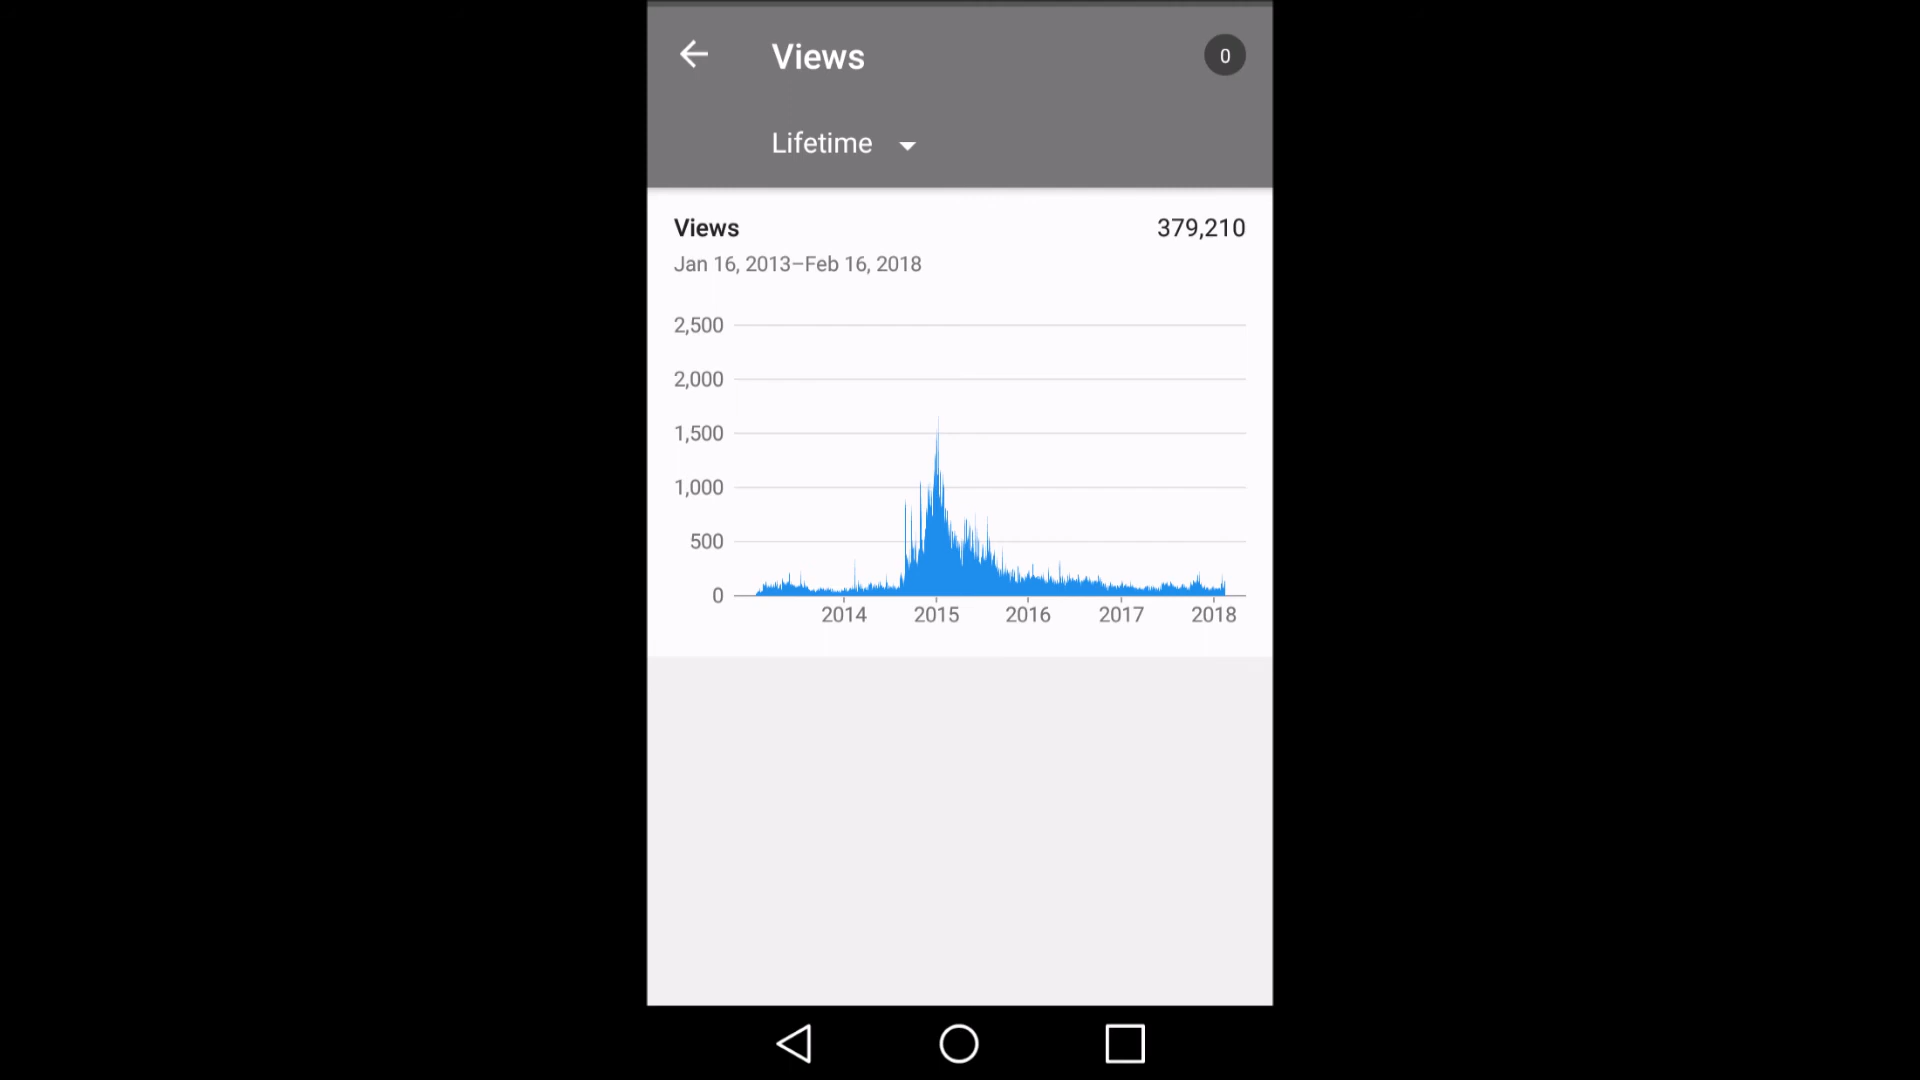 Views
0
Lifetime
Views 379,210
Jan 16, 2013–Feb 16, 2018
2,500
2,000
1,500
1,000
500
0
2014 2015 2016 2017 2018